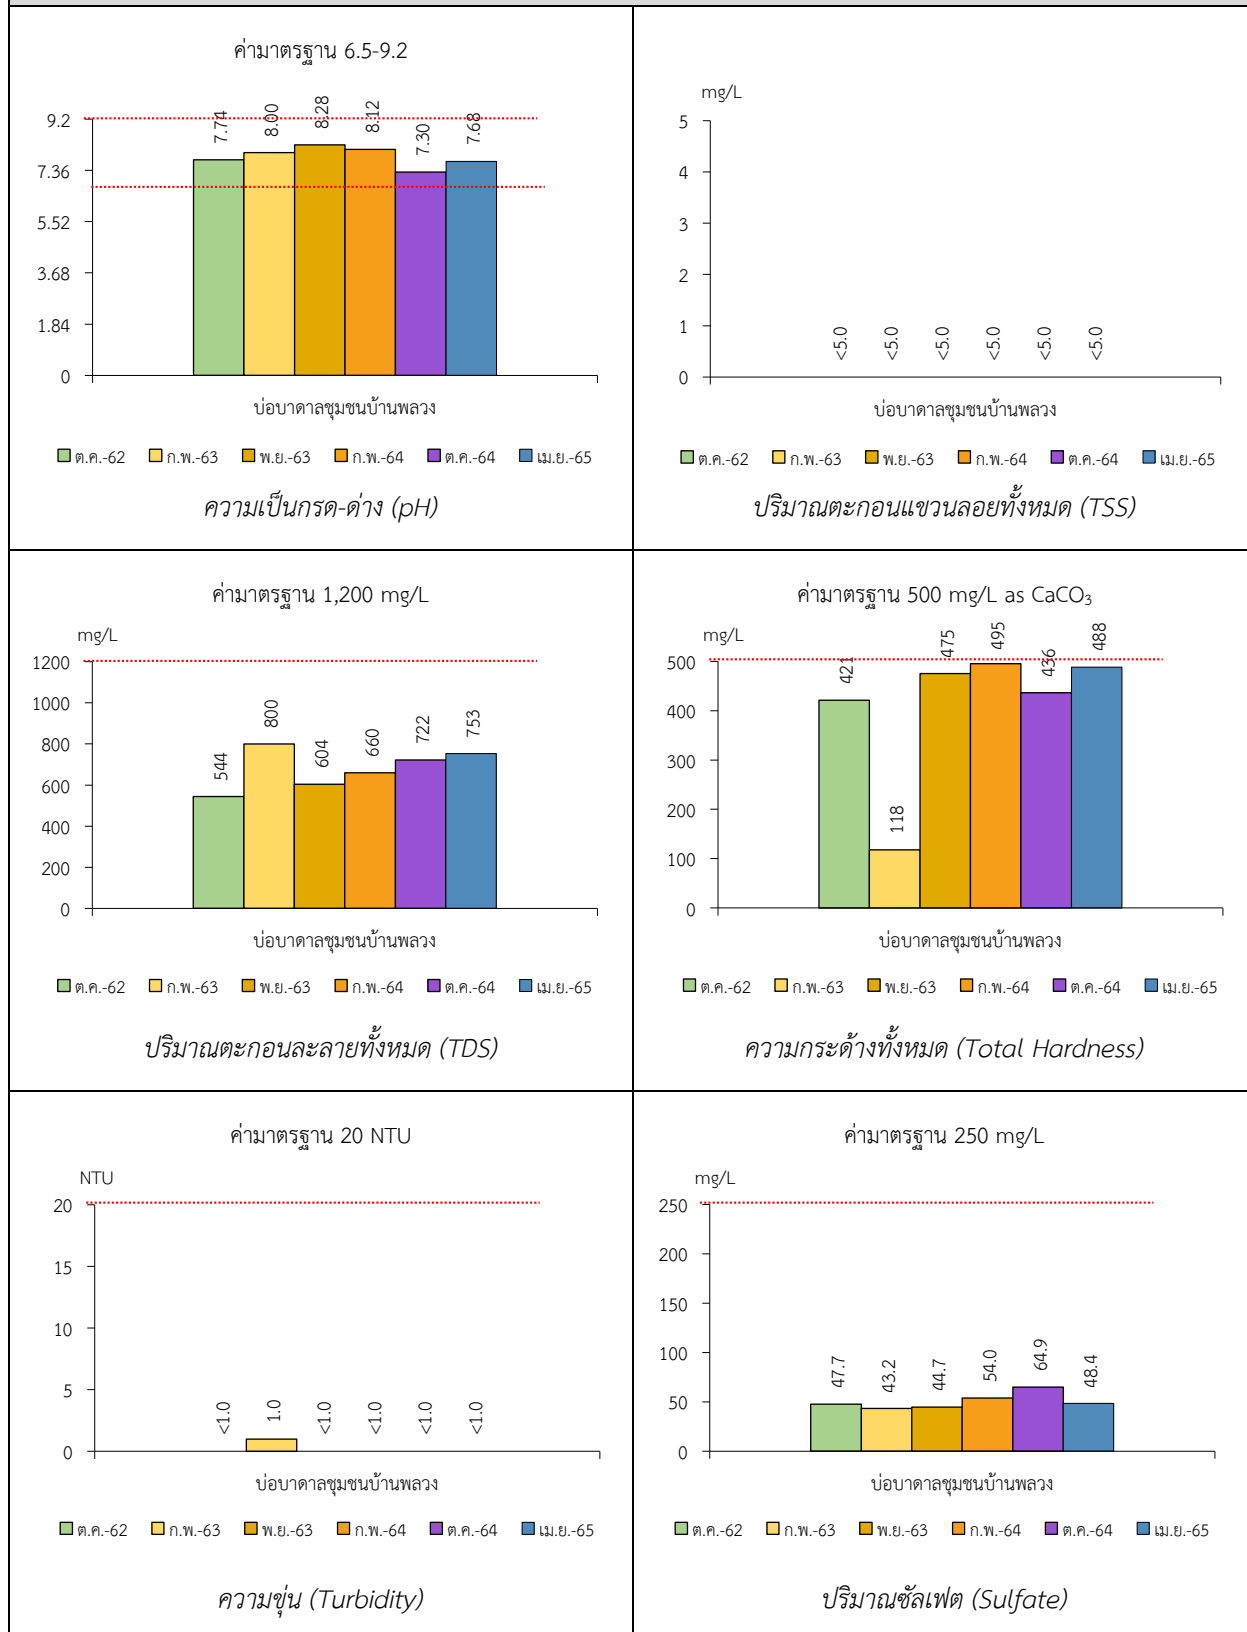 ค่ามาตรฐาน 6.5-9.2
9.2
7.36
5.52
3.68
1.84
0
7.74
8.00
8.28
8.12
7.30
7.68
บ่อบาดาลชุมชนบ้านพลวง
ต.ค.-62 ก.พ.-63 พ.ย.-63 ก.พ.-64 ต.ค.-64 เม.ย.-65
ความเป็นกรด-ด่าง (pH)
mg/L
5
4
3
2
1
0
<5.0
<5.0
<5.0
<5.0
<5.0
<5.0
บ่อบาดาลชุมชนบ้านพลวง
ต.ค.-62 ก.พ.-63 พ.ย.-63 ก.พ.-64 ต.ค.-64 เม.ย.-65
ปริมาณตะกอนแขวนลอยทั้งหมด (TSS)
ค่ามาตรฐาน 1,200 mg/L
mg/L
1200
1000
800
600
400
200
0
544
800
604
660
722
753
บ่อบาดาลชุมชนบ้านพลวง
ต.ค.-62 ก.พ.-63 พ.ย.-63 ก.พ.-64 ต.ค.-64 เม.ย.-65
ปริมาณตะกอนละลายทั้งหมด (TDS)
ค่ามาตรฐาน 500 mg/L as CaCO₃
mg/L
500
400
300
200
100
0
421
118
475
495
436
488
บ่อบาดาลชุมชนบ้านพลวง
ต.ค.-62 ก.พ.-63 พ.ย.-63 ก.พ.-64 ต.ค.-64 เม.ย.-65
ความกระด้างทั้งหมด (Total Hardness)
ค่ามาตรฐาน 20 NTU
NTU
20
15
10
5
0
<1.0
1.0
<1.0
<1.0
<1.0
<1.0
บ่อบาดาลชุมชนบ้านพลวง
ต.ค.-62 ก.พ.-63 พ.ย.-63 ก.พ.-64 ต.ค.-64 เม.ย.-65
ความขุ่น (Turbidity)
ค่ามาตรฐาน 250 mg/L
mg/L
250
200
150
100
50
0
47.7
43.2
44.7
54.0
64.9
48.4
บ่อบาดาลชุมชนบ้านพลวง
ต.ค.-62 ก.พ.-63 พ.ย.-63 ก.พ.-64 ต.ค.-64 เม.ย.-65
ปริมาณซัลเฟต (Sulfate)